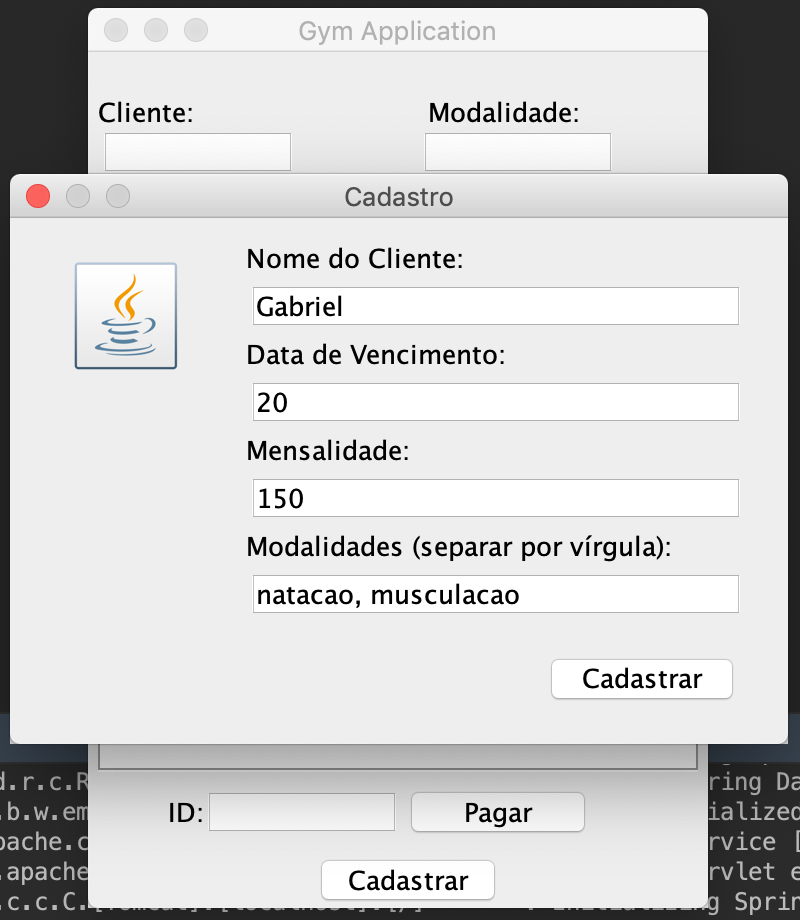 Gym Application
Cliente: Modalidade:
Cadastro
Nome do Cliente:
Gabriel
Data de Vencimento:
20
Mensalidade:
150
Modalidades (separar por vírgula):
natacao, musculacao
Cadastrar
d.r.c.R ring Da
.b.w.em ialized
pache.c rvice [
ID: Pagar
.apache rvlet e
Cadastrar
.c.c.C. Sprin